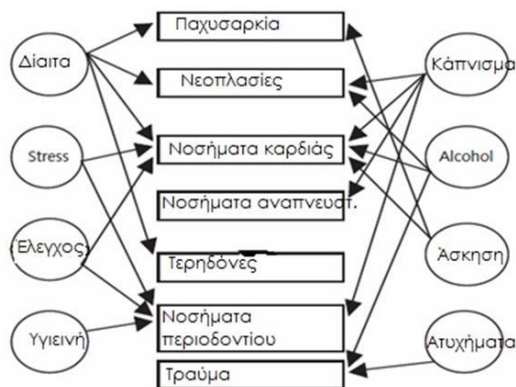 Παχυσαρκία
Δίαιτα
Νεοπλασίες
Κάπνισμα
Stress
Νοσήματα καρδιάς
Alcohol
Νοσήματα αναπνευστ.
Έλεγχος
Τερηδόνες
Άσκηση
Υγιεινή
Νοσήματα
περιοδοντίου
Ατυχήματα
Τραύμα